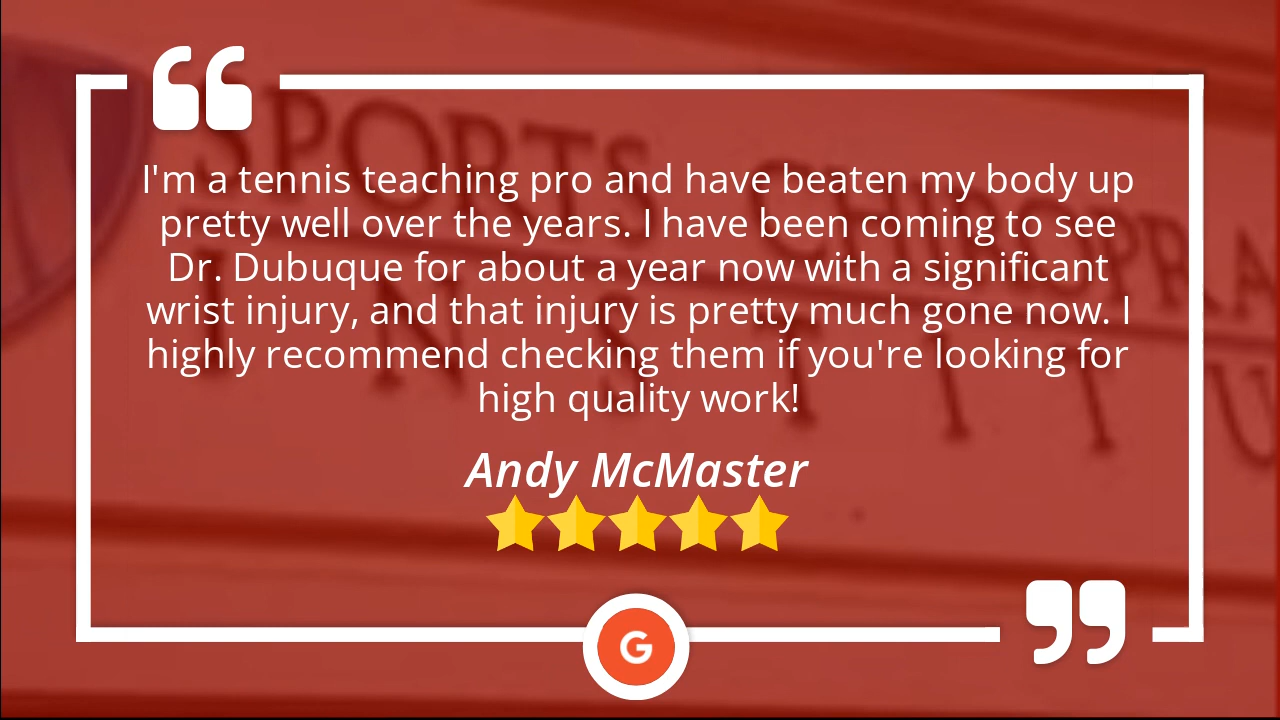 “
SPORTS CHIROPRA
I'm a tennis teaching pro and have beaten my body up
pretty well over the years. I have been coming to see
Dr. Dubuque for about a year now with a significant
wrist injury, and that injury is pretty much gone now. I
highly recommend checking them if you're looking for
high quality work!
Andy McMaster
G
”